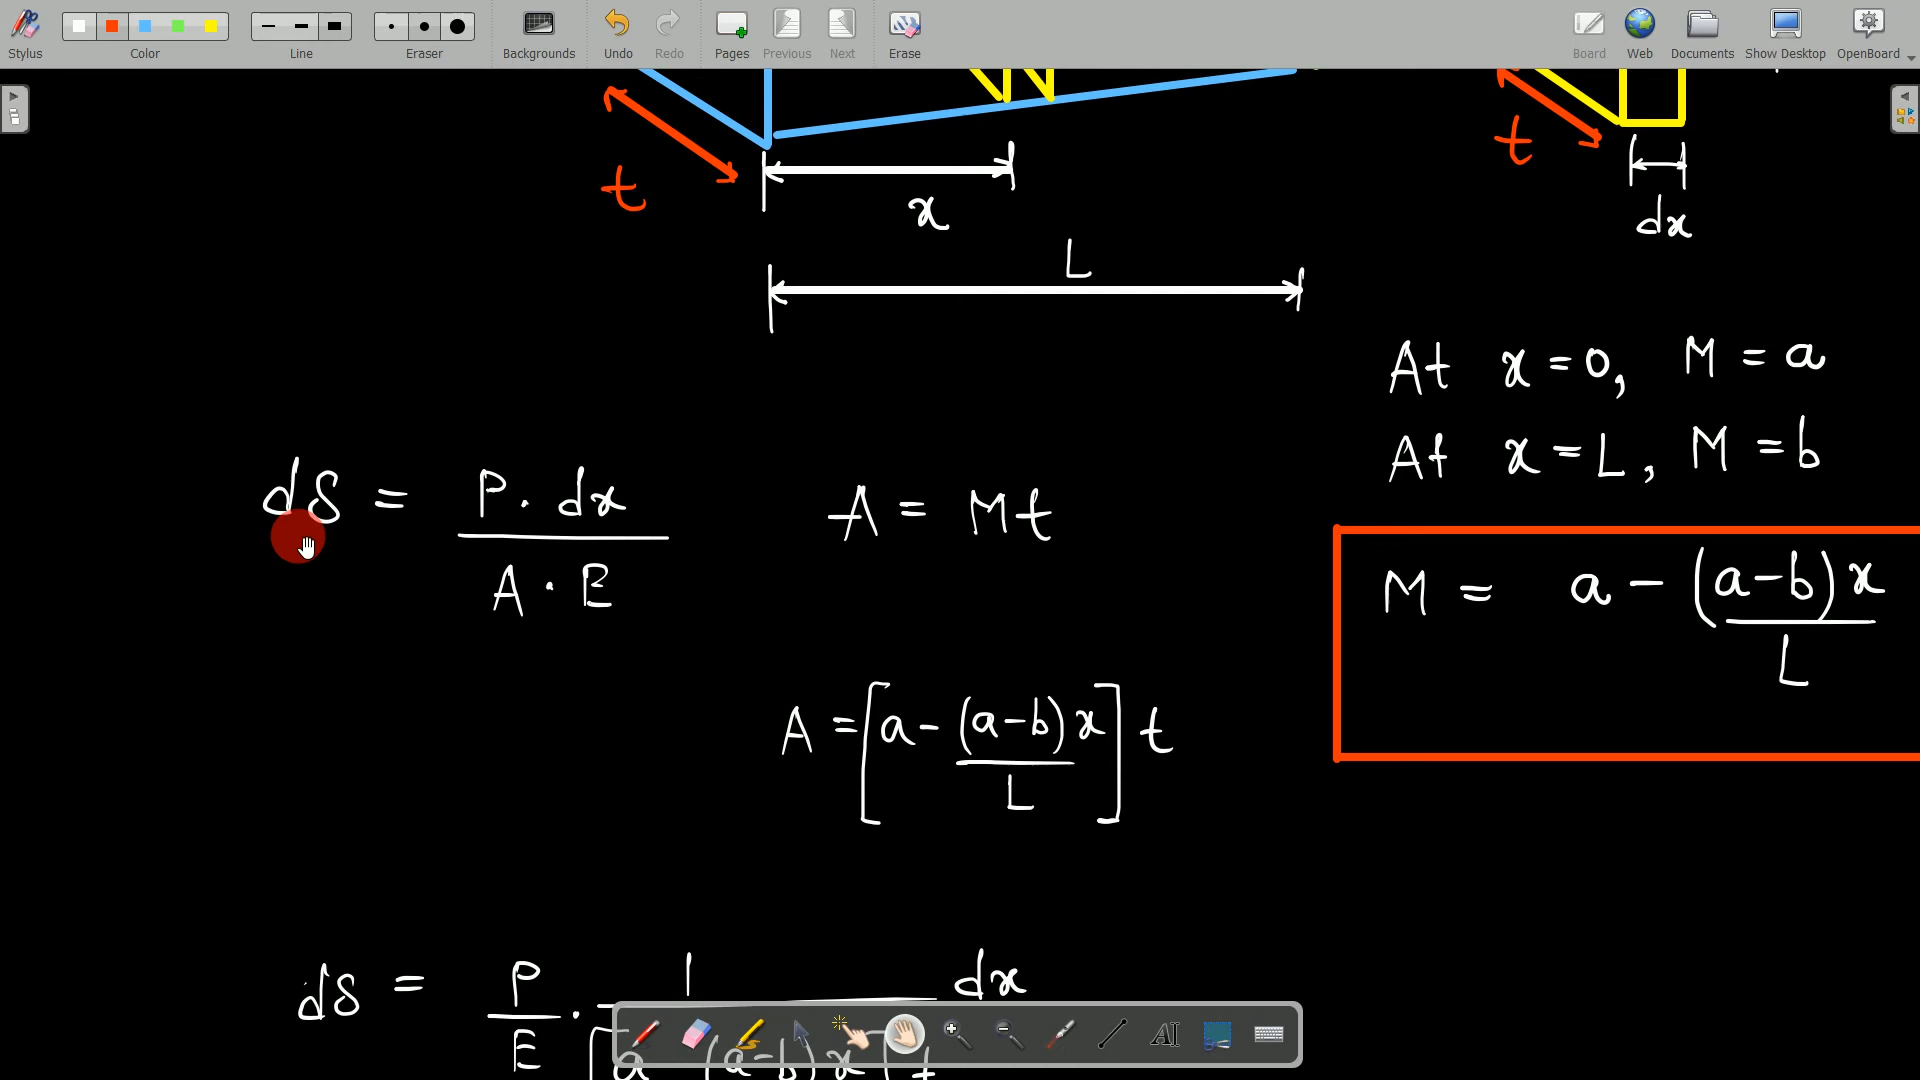 Stylus Color Line Eraser Backgrounds Undo Redo Pages Previous Next Erase Board Web Documents Show Desktop OpenBoard
t
x
L
t
dx
At x = 0, M = a
At x = L, M = b
dδ = P. dx / A . E
A = Mt
M = a - (a-b)x / L
A = [a - (a-b)x / L] t
dδ = P / E . 1 / [a - (a-b)x] t dx
AI